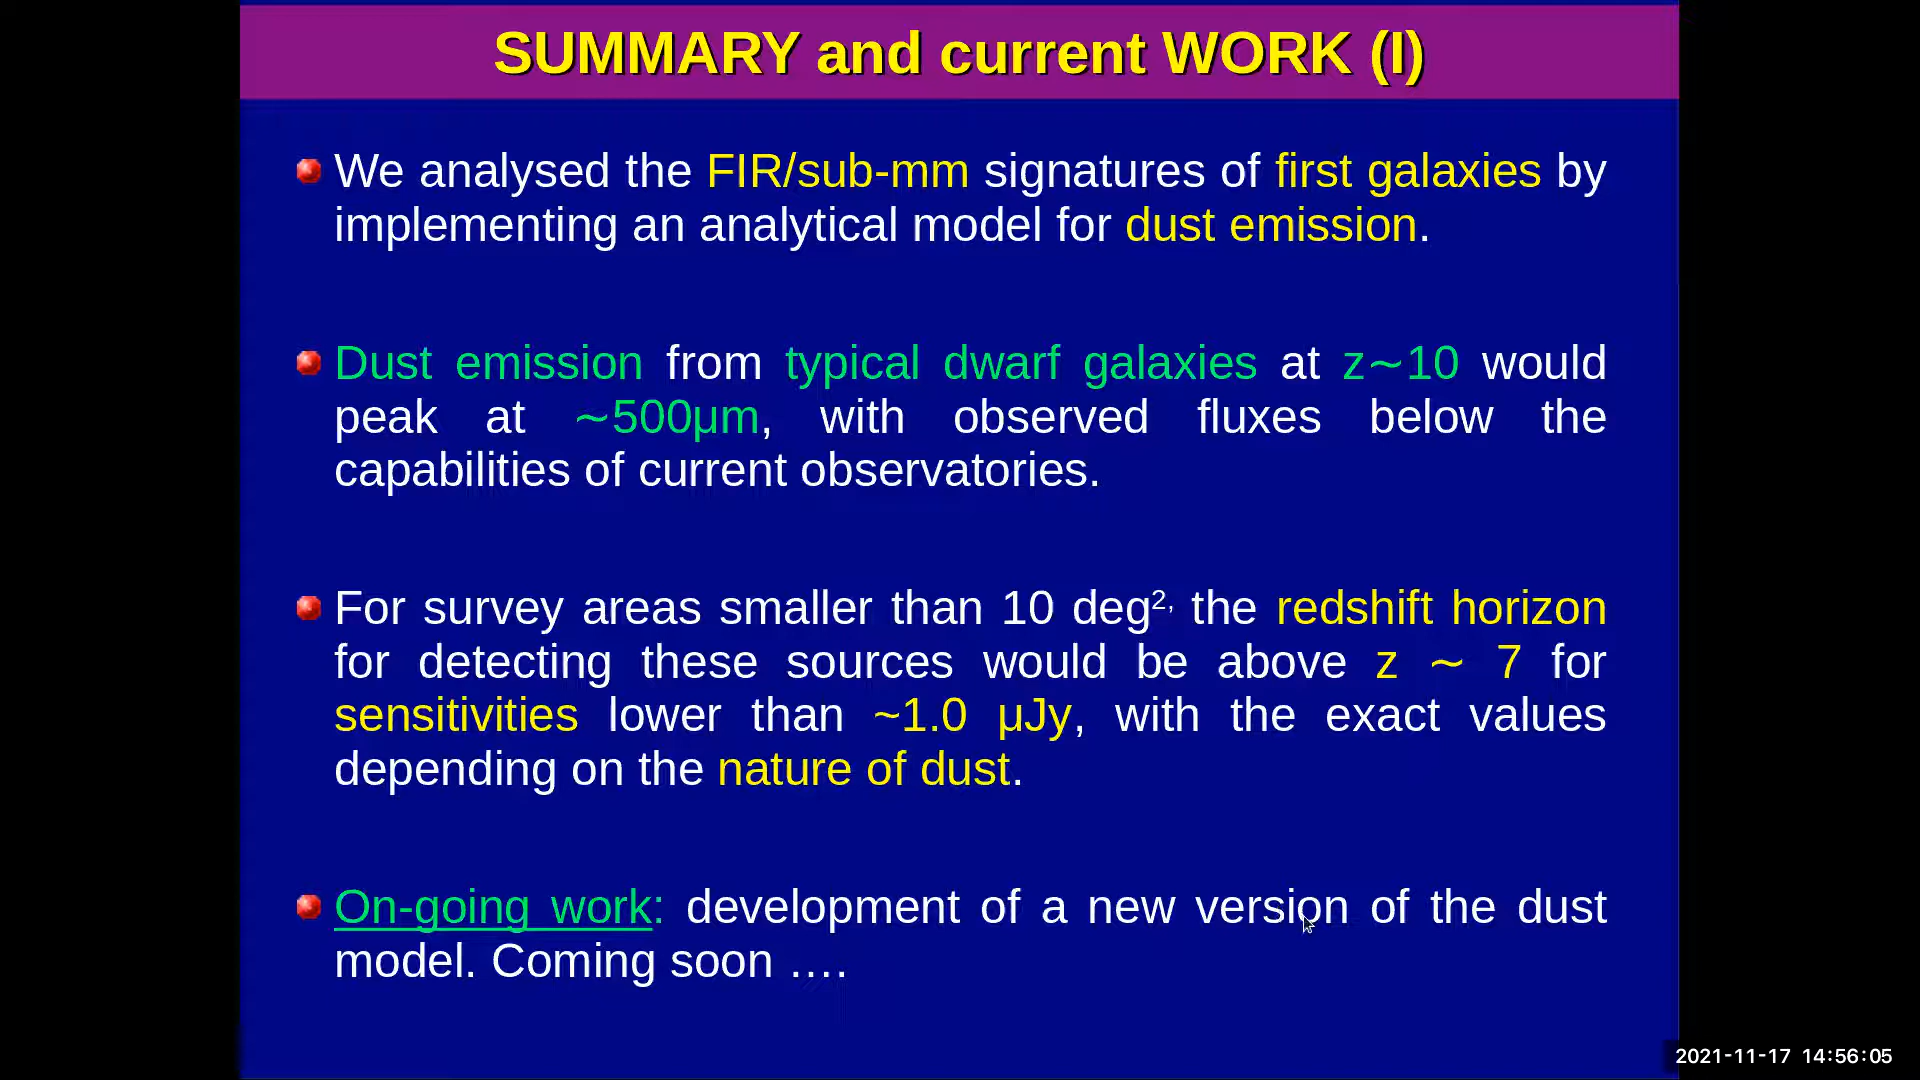 SUMMARY and current WORK (I)
We analysed the FIR/sub-mm signatures of first galaxies by
implementing an analytical model for dust emission.
Dust emission from typical dwarf galaxies at z∼10 would
peak at ∼500μm, with observed fluxes below the
capabilities of current observatories.
For survey areas smaller than 10 deg², the redshift horizon
for detecting these sources would be above z ∼ 7 for
sensitivities lower than ~1.0 μJy, with the exact values
depending on the nature of dust.
On-going work: development of a new version of the dust
model. Coming soon ….
2021-11-17 14:56:05